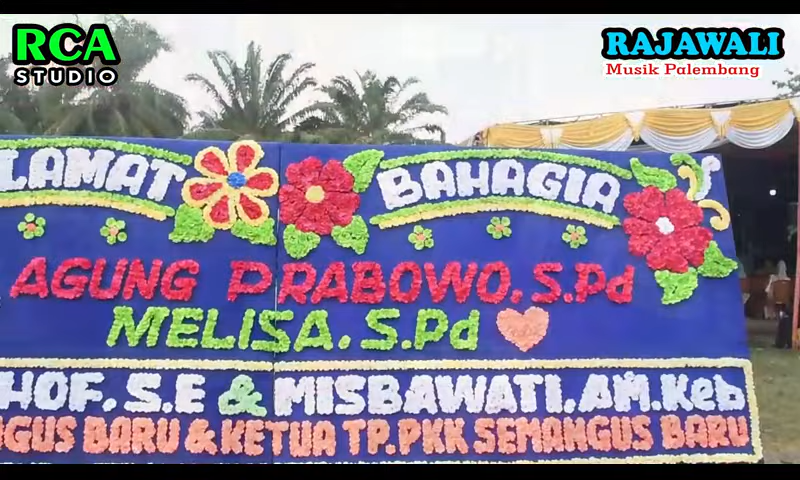 RCA
STUDIO
RAJAWALI
Musik Palembang
LAMAT BAHAGIA
AGUNG PRABOWO.S.Pd
MELISA.S.Pd
HOF.S.E & MISBAWATI.AM.Keb
GUS BARU & KETUA TP.PKK SEMANGUS BARU